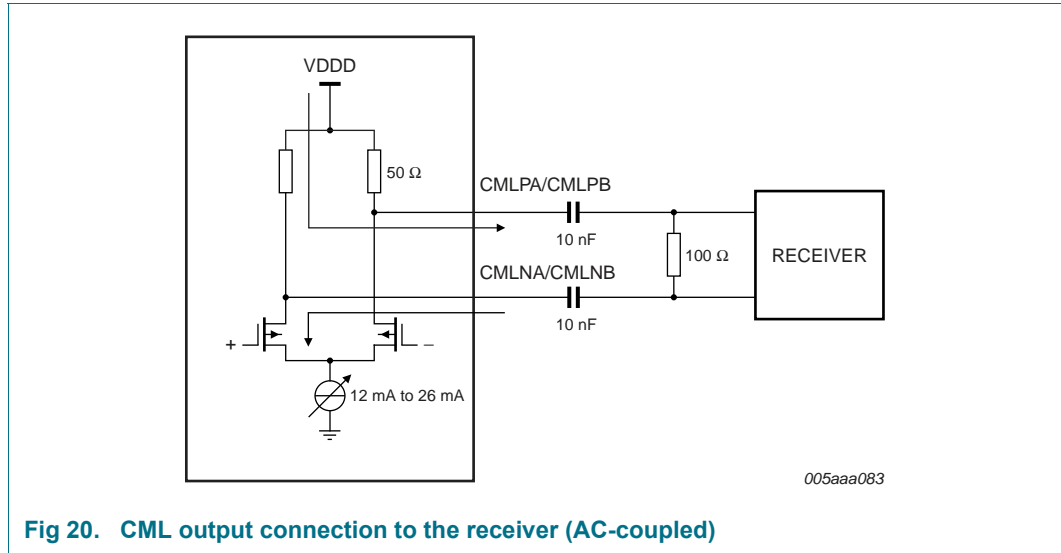 VDDD
50 Ω
CMLPA/CMLPB
10 nF
100 Ω
RECEIVER
CMLNA/CMLNB
10 nF
+
–
12 mA to 26 mA
005aaa083
Fig 20. CML output connection to the receiver (AC-coupled)